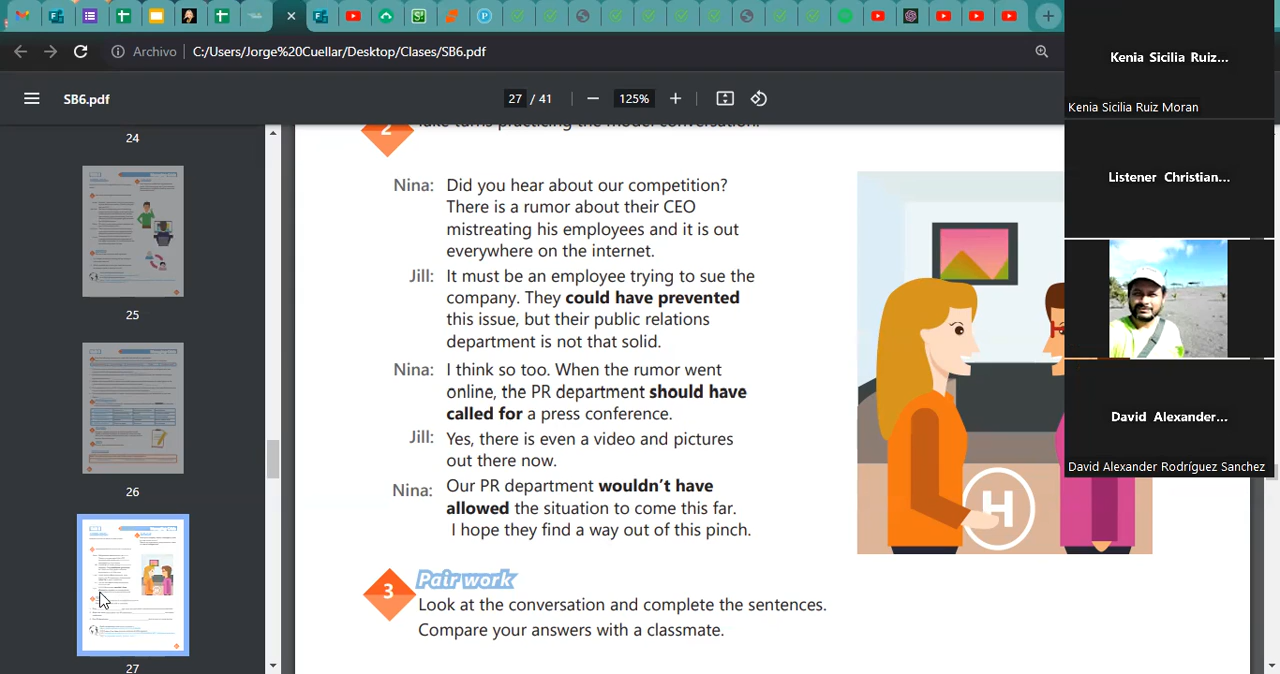 Archivo
C:/Users/Jorge%20Cuellar/Desktop/Clases/SB6.pdf
SB6.pdf
27 / 41
125%
24
25
26
27
2
Take turns practicing the model conversation.
Nina: Did you hear about our competition?
There is a rumor about their CEO
mistreating his employees and it is out
everywhere on the internet.
Jill: It must be an employee trying to sue the
company. They could have prevented
this issue, but their public relations
department is not that solid.
Nina: I think so too. When the rumor went
online, the PR department should have
called for a press conference.
Jill: Yes, there is even a video and pictures
out there now.
Nina: Our PR department wouldn't have
allowed the situation to come this far.
I hope they find a way out of this pinch.
H
3
Pair work
Look at the conversation and complete the sentences.
Compare your answers with a classmate.
Kenia Sicilia Ruiz...
Kenia Sicilia Ruiz Moran
Listener Christian...
David Alexander...
David Alexander Rodríguez Sanchez